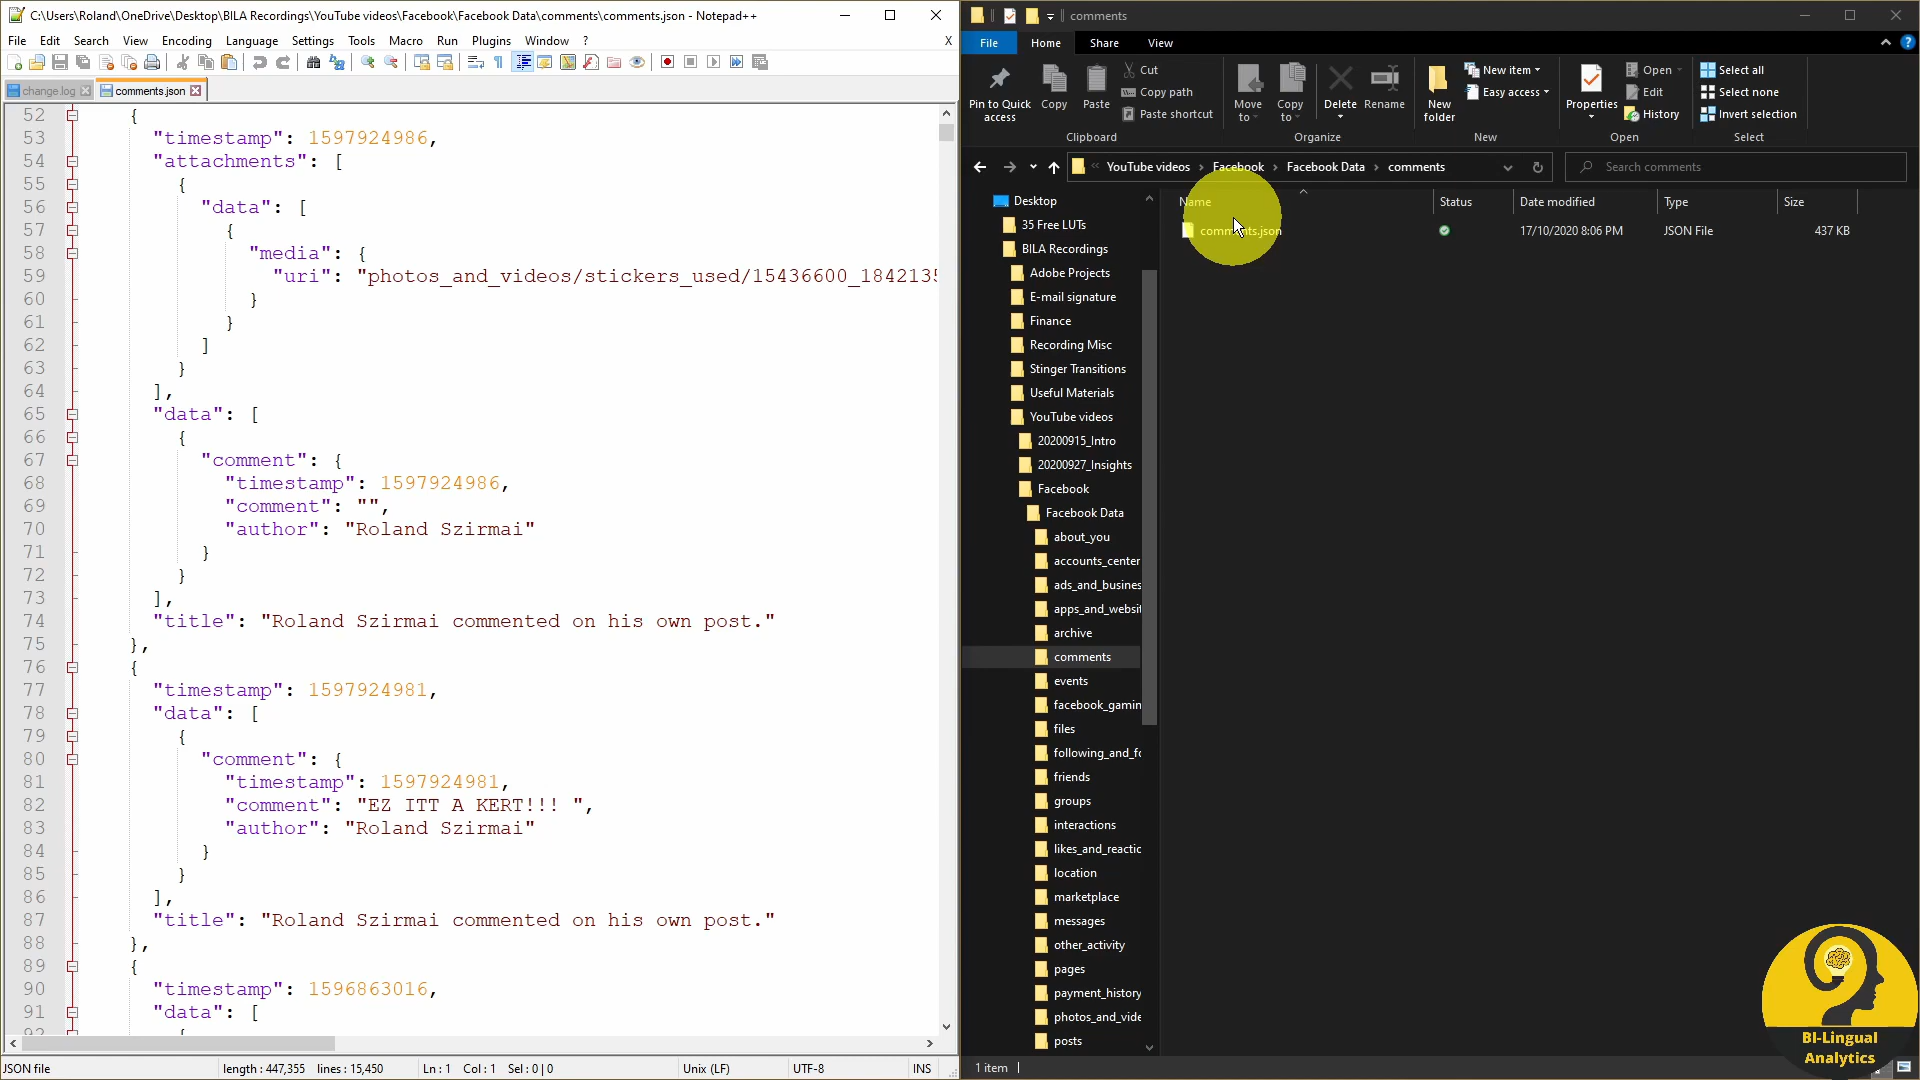 C:\Users\Roland\OneDrive\Desktop\BILA Recordings\YouTube videos\Facebook\Facebook Data\comments\comments.json - Notepad++
File Edit Search View Encoding Language Settings Tools Macro Run Plugins Window ? X
change.log comments.json
52 {
53 "timestamp": 1597924986,
54 "attachments": [
55 {
56 "data": [
57 {
58 "media": {
59 "uri": "photos_and_videos/stickers_used/15436600_1842135
60 }
61 }
62 ]
63 }
64 ],
65 "data": [
66 {
67 "comment": {
68 "timestamp": 1597924986,
69 "comment": "",
70 "author": "Roland Szirmai"
71 }
72 }
73 ],
74 "title": "Roland Szirmai commented on his own post."
75 },
76 {
77 "timestamp": 1597924981,
78 "data": [
79 {
80 "comment": {
81 "timestamp": 1597924981,
82 "comment": "EZ ITT A KERT!!! ",
83 "author": "Roland Szirmai"
84 }
85 }
86 ],
87 "title": "Roland Szirmai commented on his own post."
88 },
89 {
90 "timestamp": 1596863016,
91 "data": [
92 {
JSON file length : 447,355 lines : 15,450 Ln : 1 Col : 1 Sel : 0 | 0 Unix (LF) UTF-8 INS
comments
File Home Share View
Pin to Quick access
Copy
Paste
Cut
Copy path
Paste shortcut
Clipboard
Move to
Copy to
Delete
Rename
Organize
New folder
New item
Easy access
New
Properties
Open
Edit
History
Open
Select all
Select none
Invert selection
Select
« YouTube videos › Facebook › Facebook Data › comments
Search comments
Desktop
35 Free LUTs
BILA Recordings
Adobe Projects
E-mail signature
Finance
Recording Misc
Stinger Transitions
Useful Materials
YouTube videos
20200915_Intro
20200927_Insights
Facebook
Facebook Data
about_you
accounts_center
ads_and_busines
apps_and_websit
archive
comments
events
facebook_gamin
files
following_and_fo
friends
groups
interactions
likes_and_reactio
location
marketplace
messages
other_activity
pages
payment_history
photos_and_vide
posts
Name Status Date modified Type Size
comments.json 17/10/2020 8:06 PM JSON File 437 KB
1 item
BI-Lingual
Analytics